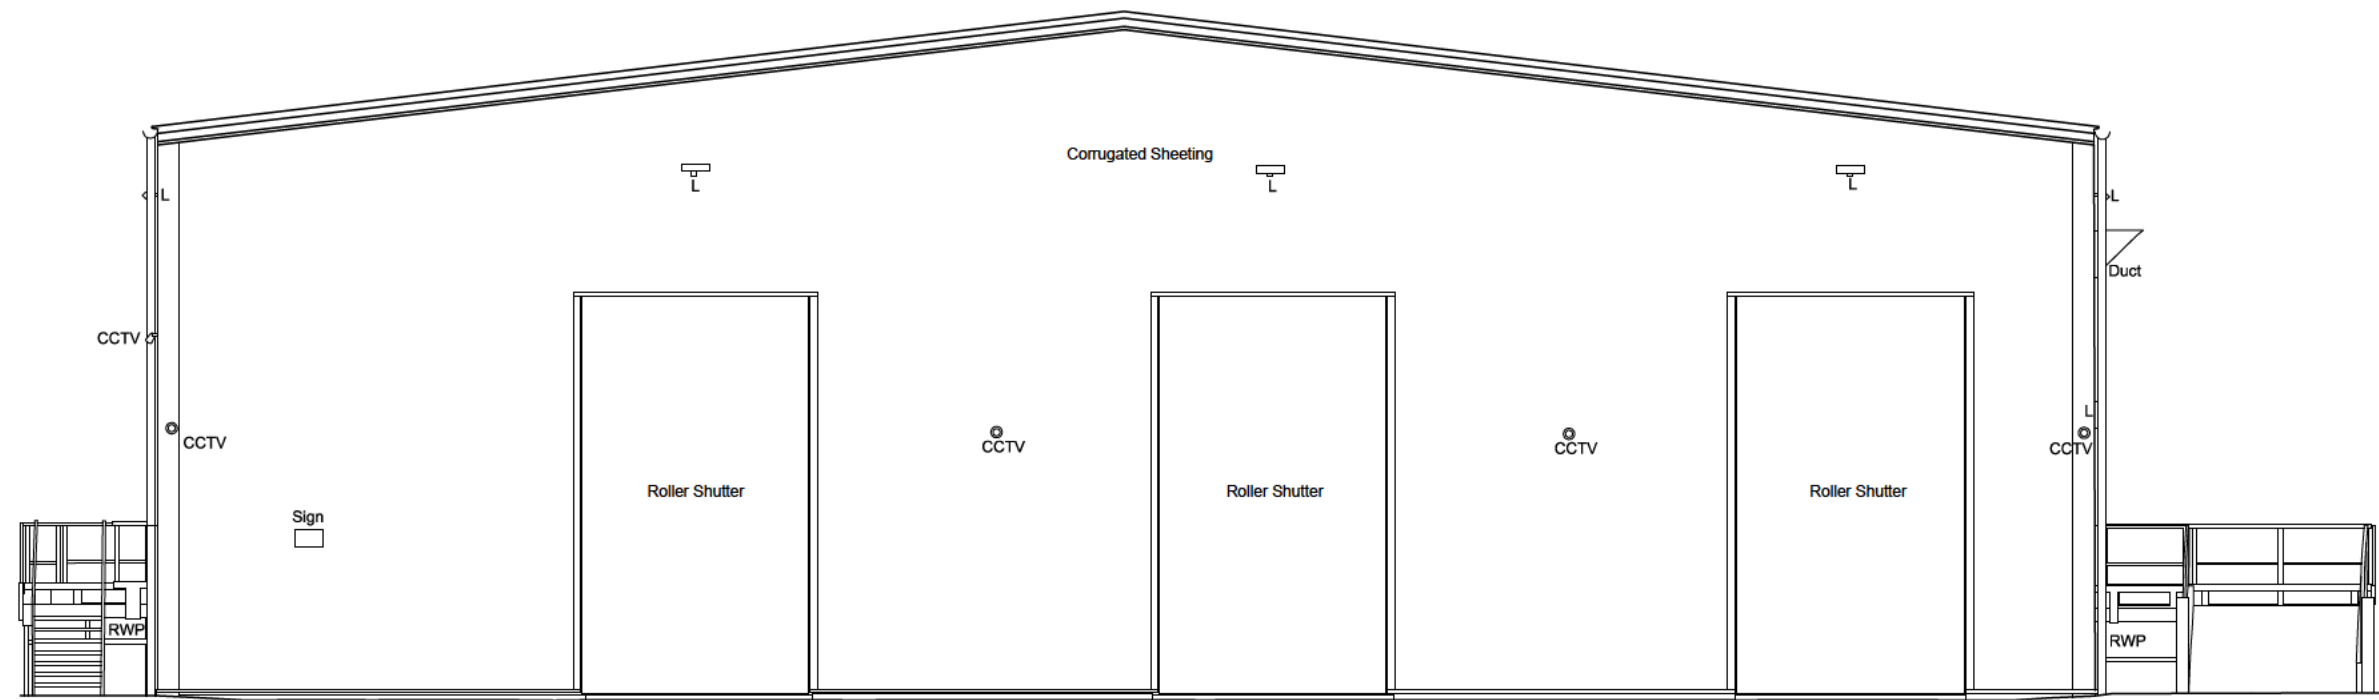 Corrugated Sheeting
L
L
L
L
L
Duct
CCTV
L
CCTV
CCTV
CCTV
CCTV
Roller Shutter
Roller Shutter
Roller Shutter
Sign
RWP
RWP